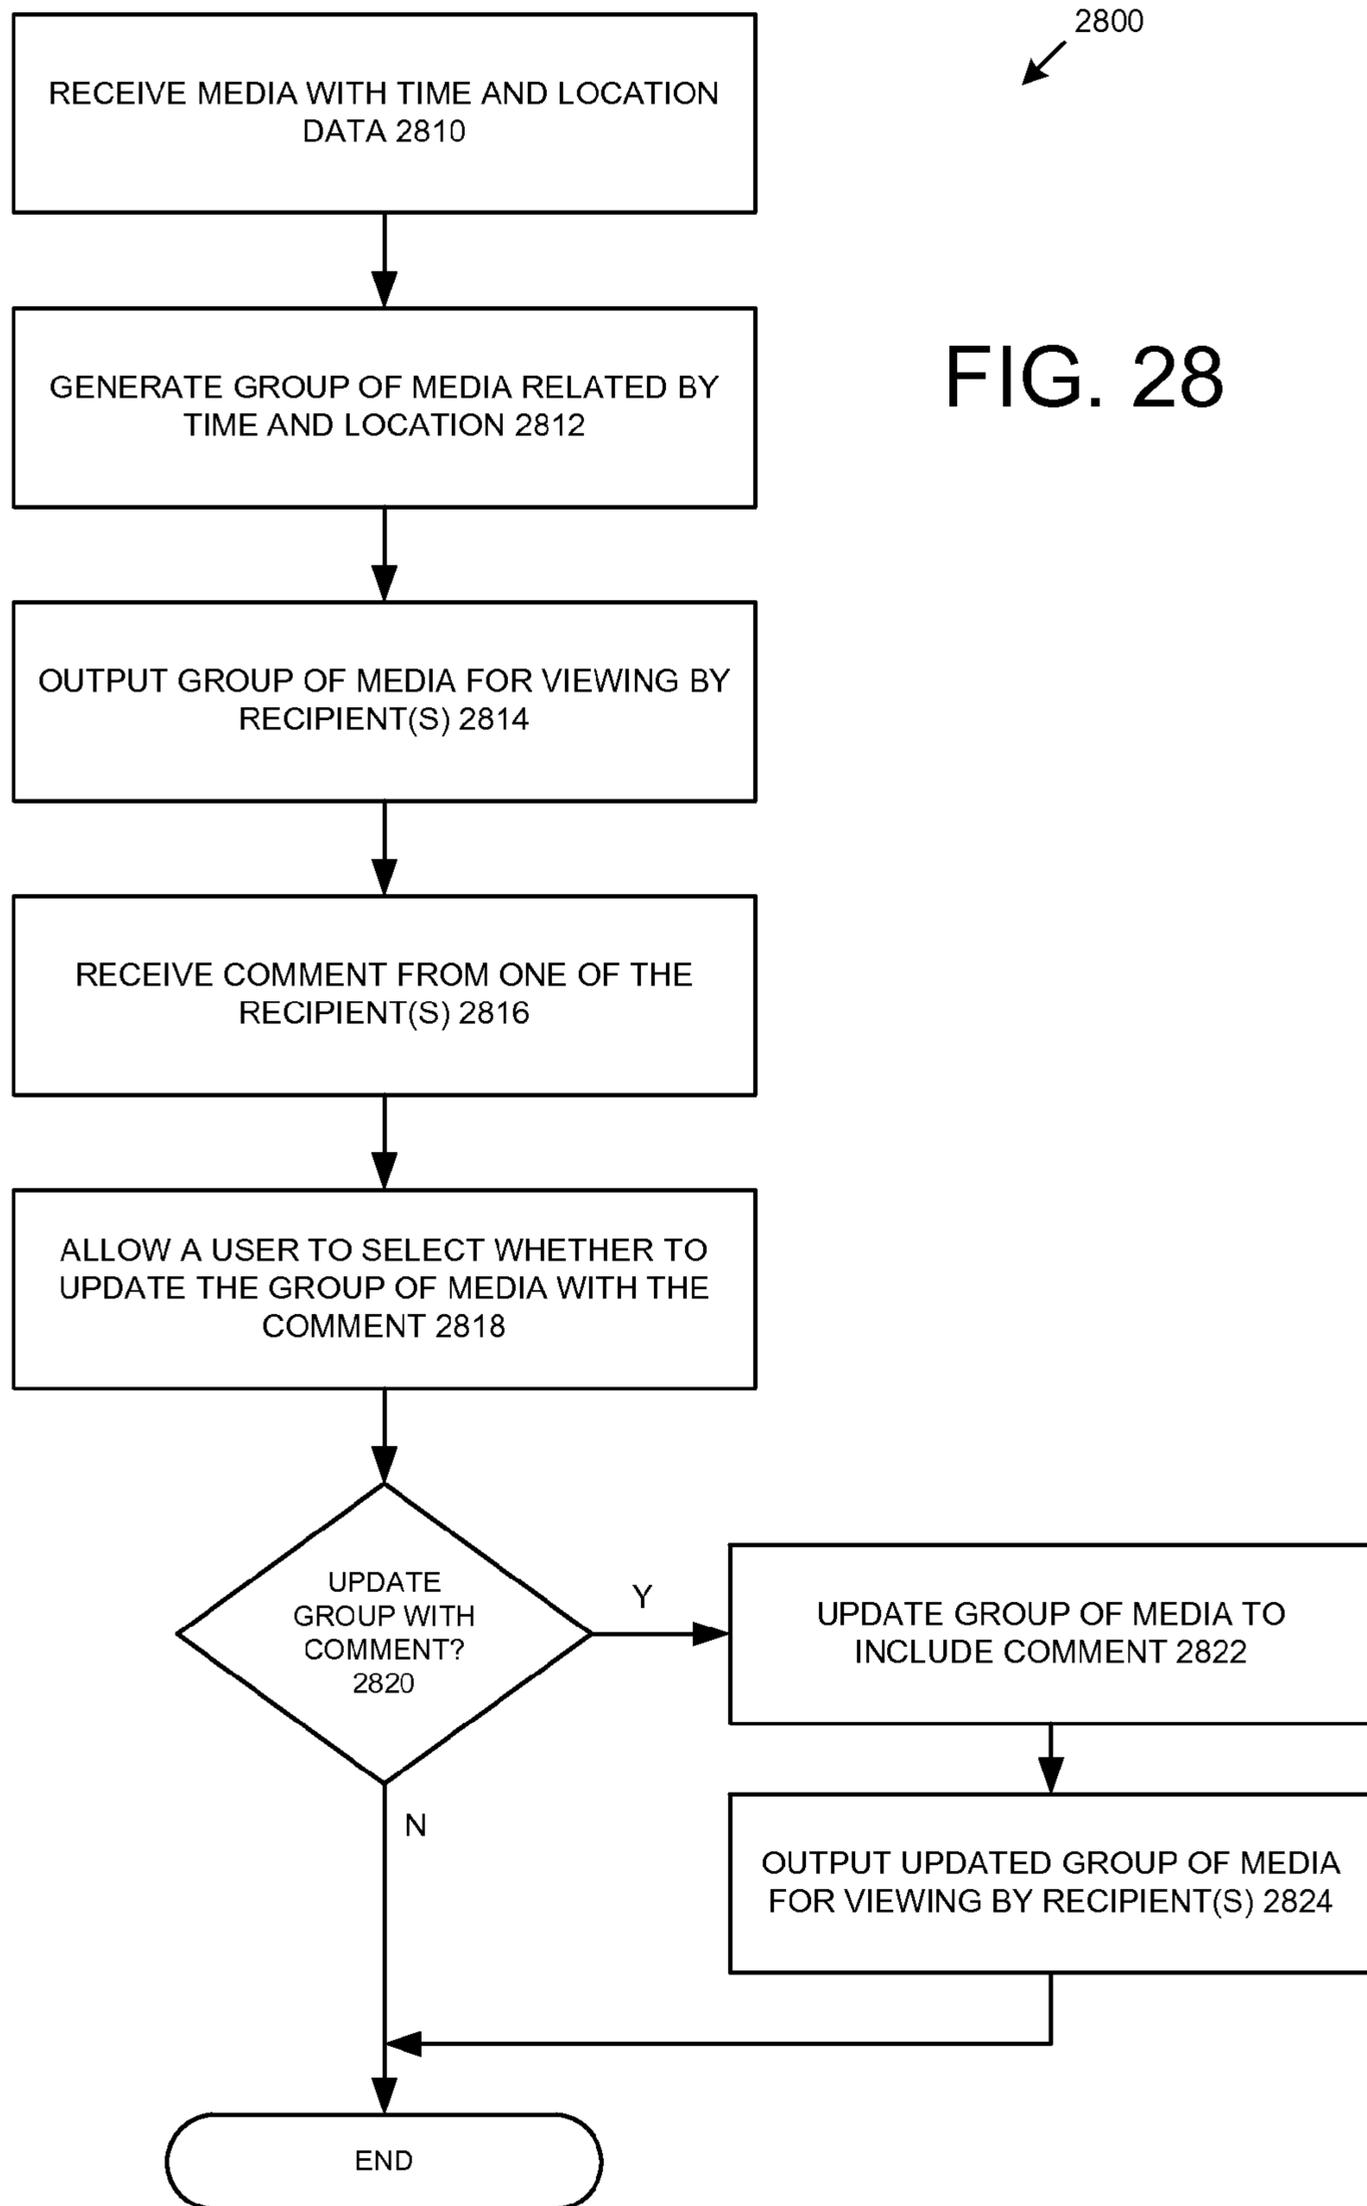 2800
RECEIVE MEDIA WITH TIME AND LOCATION
DATA 2810
FIG. 28
GENERATE GROUP OF MEDIA RELATED BY
TIME AND LOCATION 2812
OUTPUT GROUP OF MEDIA FOR VIEWING BY
RECIPIENT(S) 2814
RECEIVE COMMENT FROM ONE OF THE
RECIPIENT(S) 2816
ALLOW A USER TO SELECT WHETHER TO
UPDATE THE GROUP OF MEDIA WITH THE
COMMENT 2818
UPDATE
GROUP WITH
COMMENT?
2820
Y
UPDATE GROUP OF MEDIA TO
INCLUDE COMMENT 2822
N
OUTPUT UPDATED GROUP OF MEDIA
FOR VIEWING BY RECIPIENT(S) 2824
END